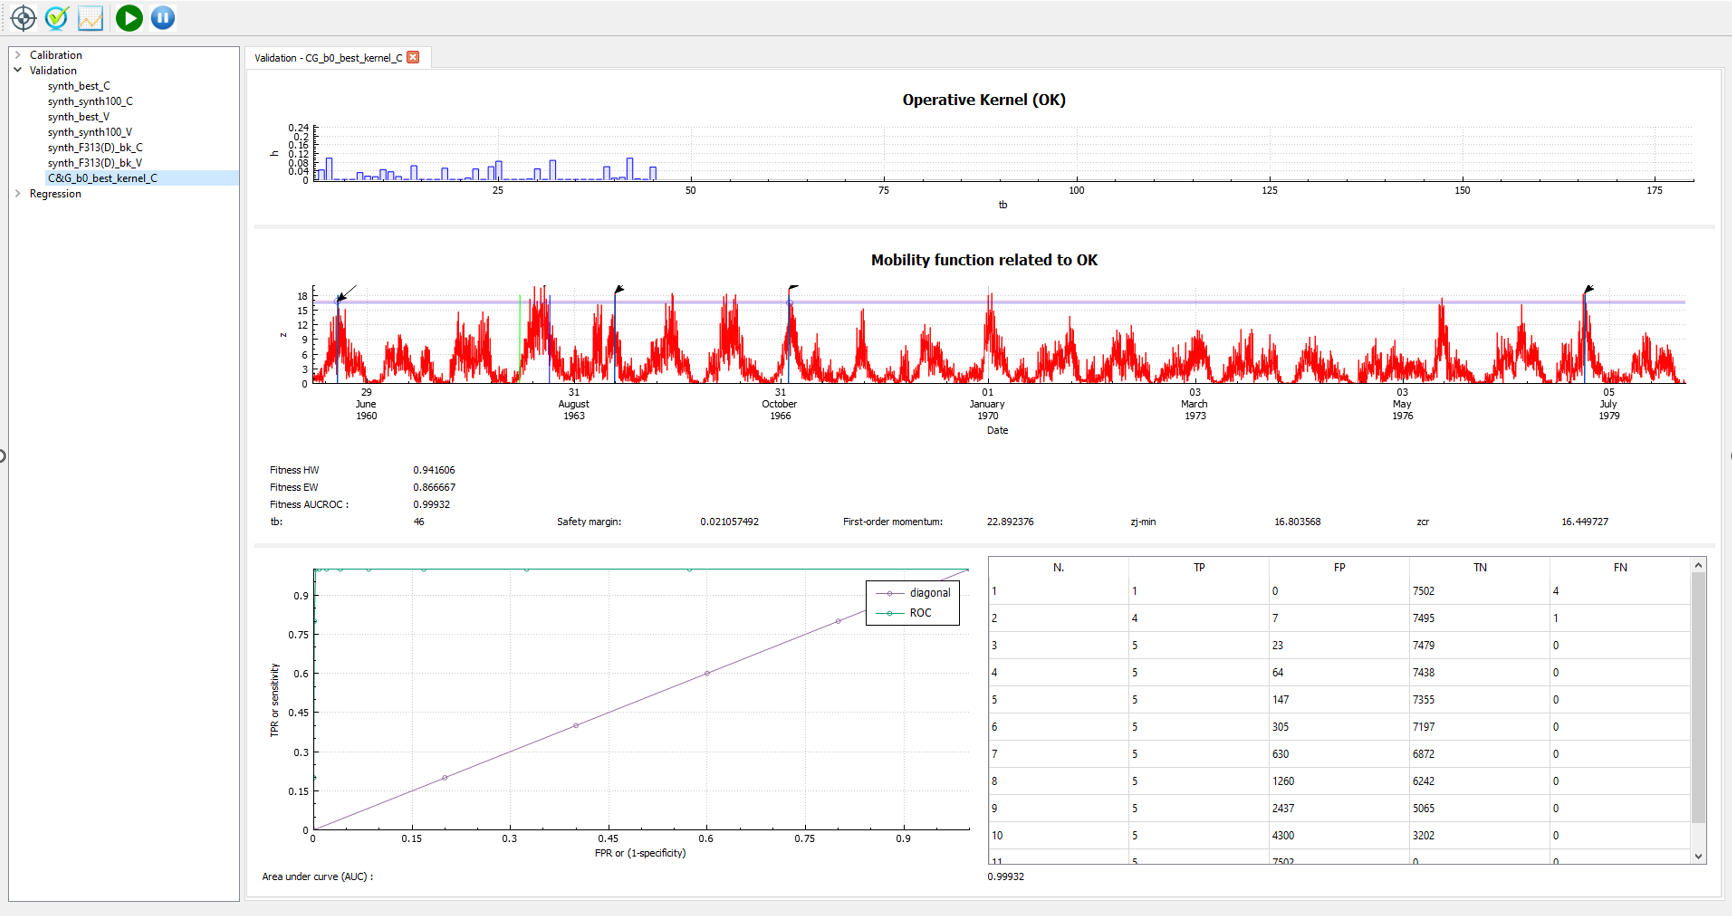 Calibration
Validation
synth_best_C
synth_synth100_C
synth_best_V
synth_synth100_V
synth_F313(D)_bk_C
synth_F313(D)_bk_V
C&G_b0_best_kernel_C
Regression
Validation - CG_b0_best_kernel_C
Operative Kernel (OK)
h
0.24
0.2
0.16
0.12
0.08
0.04
0
25 50 75 100 125 150 175
tb
Mobility function related to OK
z
18
15
12
9
6
3
0
29 31 31 01 03 03 05
June August October January March May July
1960 1963 1966 1970 1973 1976 1979
Date
Fitness HW 0.941606
Fitness EW 0.866667
Fitness AUCROC : 0.99932
tb: 46 Safety margin: 0.021057492 First-order momentum: 22.892376 zj-min 16.803568 zcr 16.449727
TPR or sensitivity
0.9
0.75
0.6
0.45
0.3
0.15
0
diagonal
ROC
0 0.15 0.3 0.45 0.6 0.75 0.9
FPR or (1-specificity)
N. TP FP TN FN
1 1 0 7502 4
2 4 7 7495 1
3 5 23 7479 0
4 5 64 7438 0
5 5 147 7355 0
6 5 305 7197 0
7 5 630 6872 0
8 5 1260 6242 0
9 5 2437 5065 0
10 5 4300 3202 0
11 5 7502 0 0
Area under curve (AUC) : 0.99932